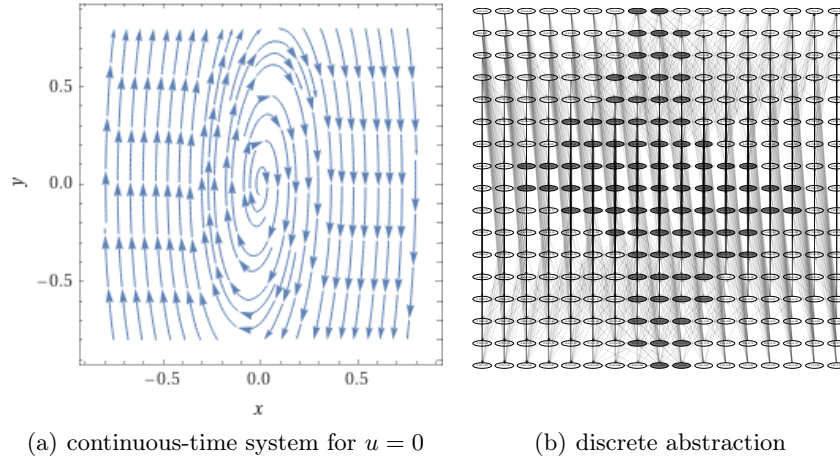 0.5
0.0
−0.5
y
−0.5
0.0
0.5
x
(a) continuous-time system for u = 0
(b) discrete abstraction